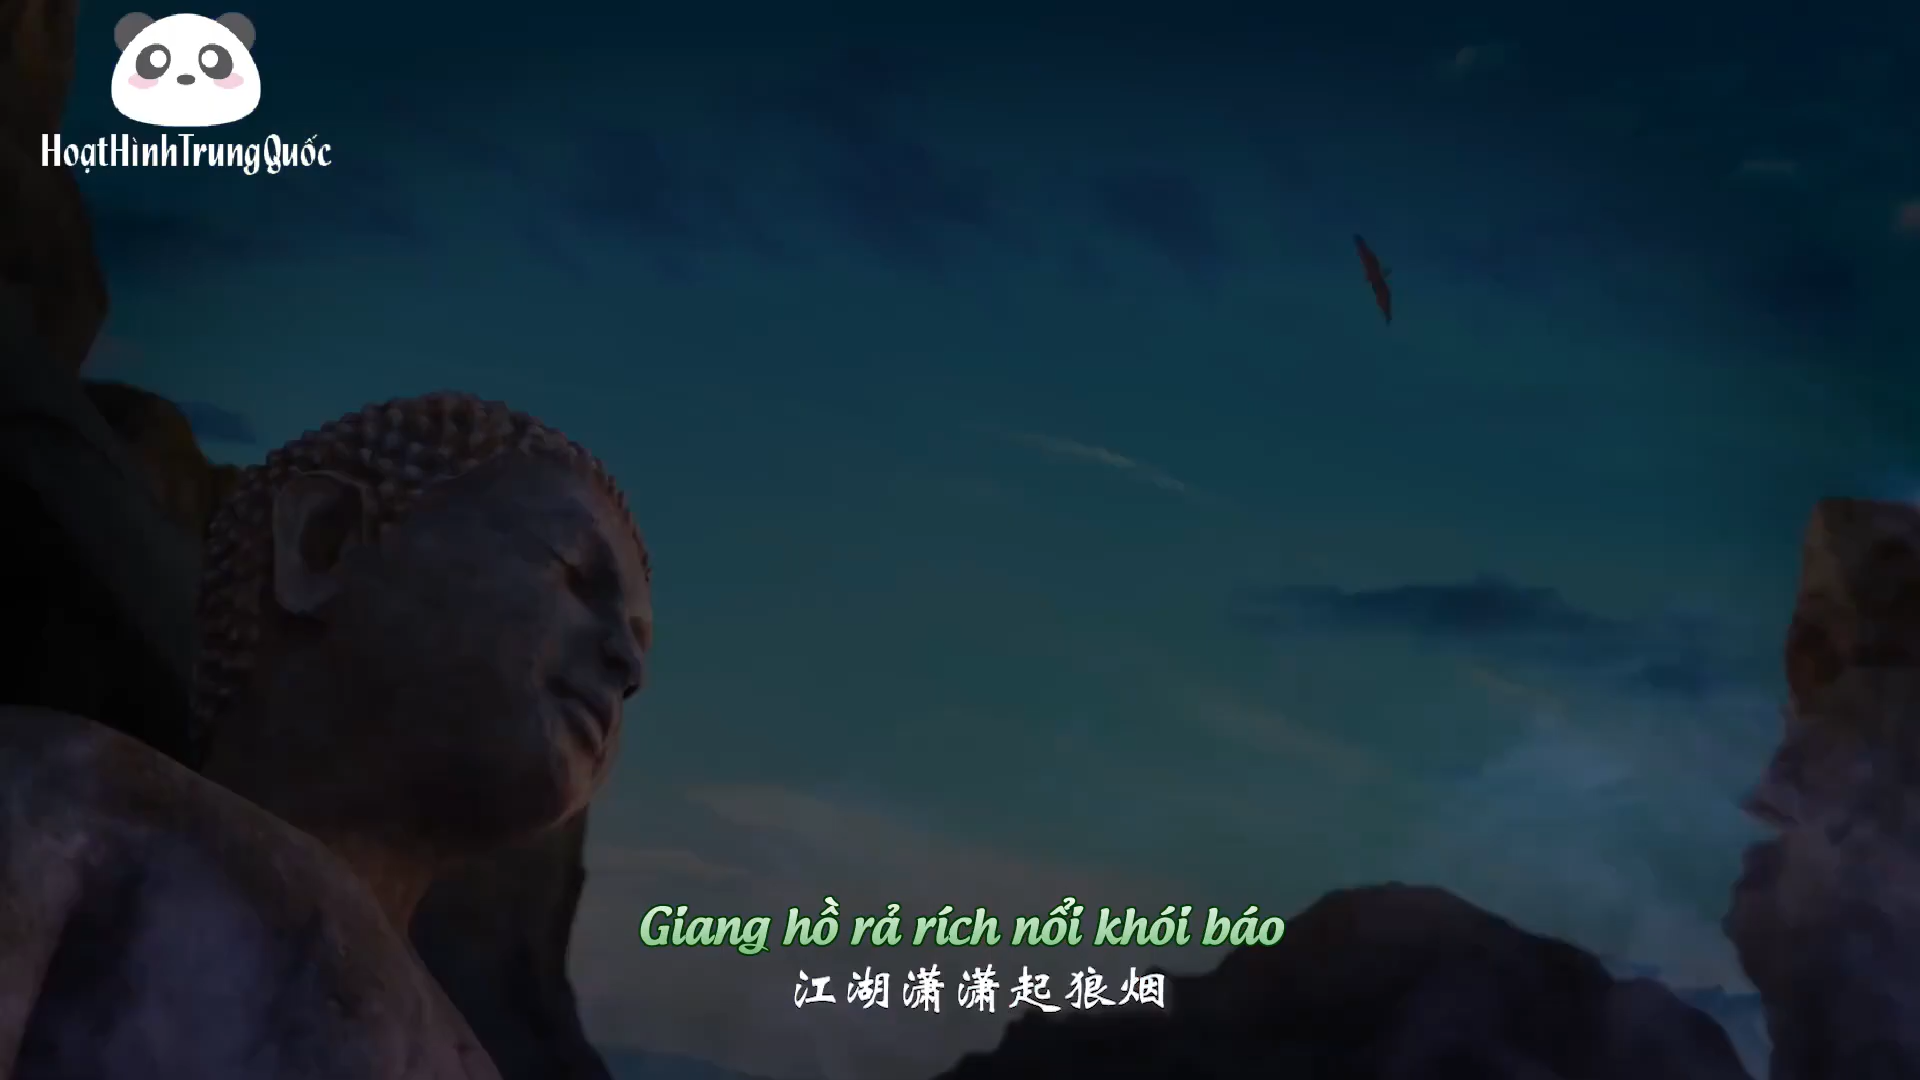 HoạtHìnhTrungQuốc
Giang hồ rả rích nổi khói báo
江湖潇潇起狼烟